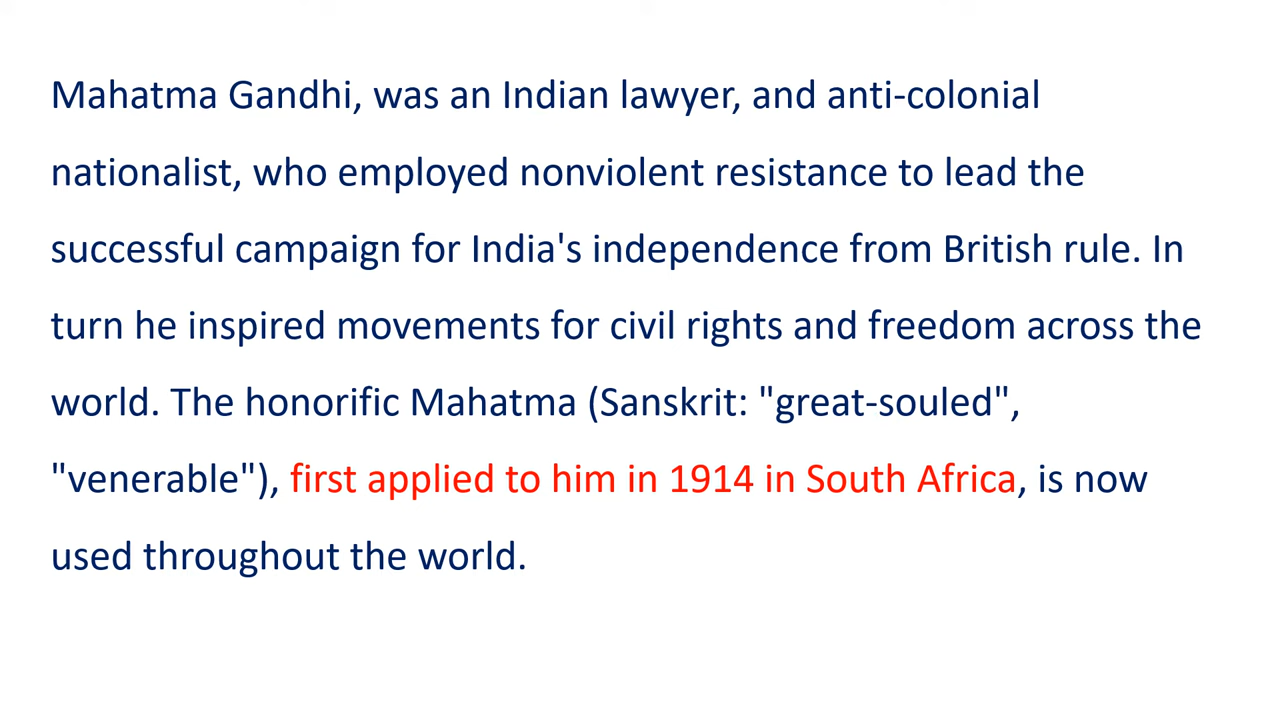 Mahatma Gandhi, was an Indian lawyer, and anti-colonial
nationalist, who employed nonviolent resistance to lead the
successful campaign for India's independence from British rule. In
turn he inspired movements for civil rights and freedom across the
world. The honorific Mahatma (Sanskrit: "great-souled",
"venerable"), first applied to him in 1914 in South Africa, is now
used throughout the world.